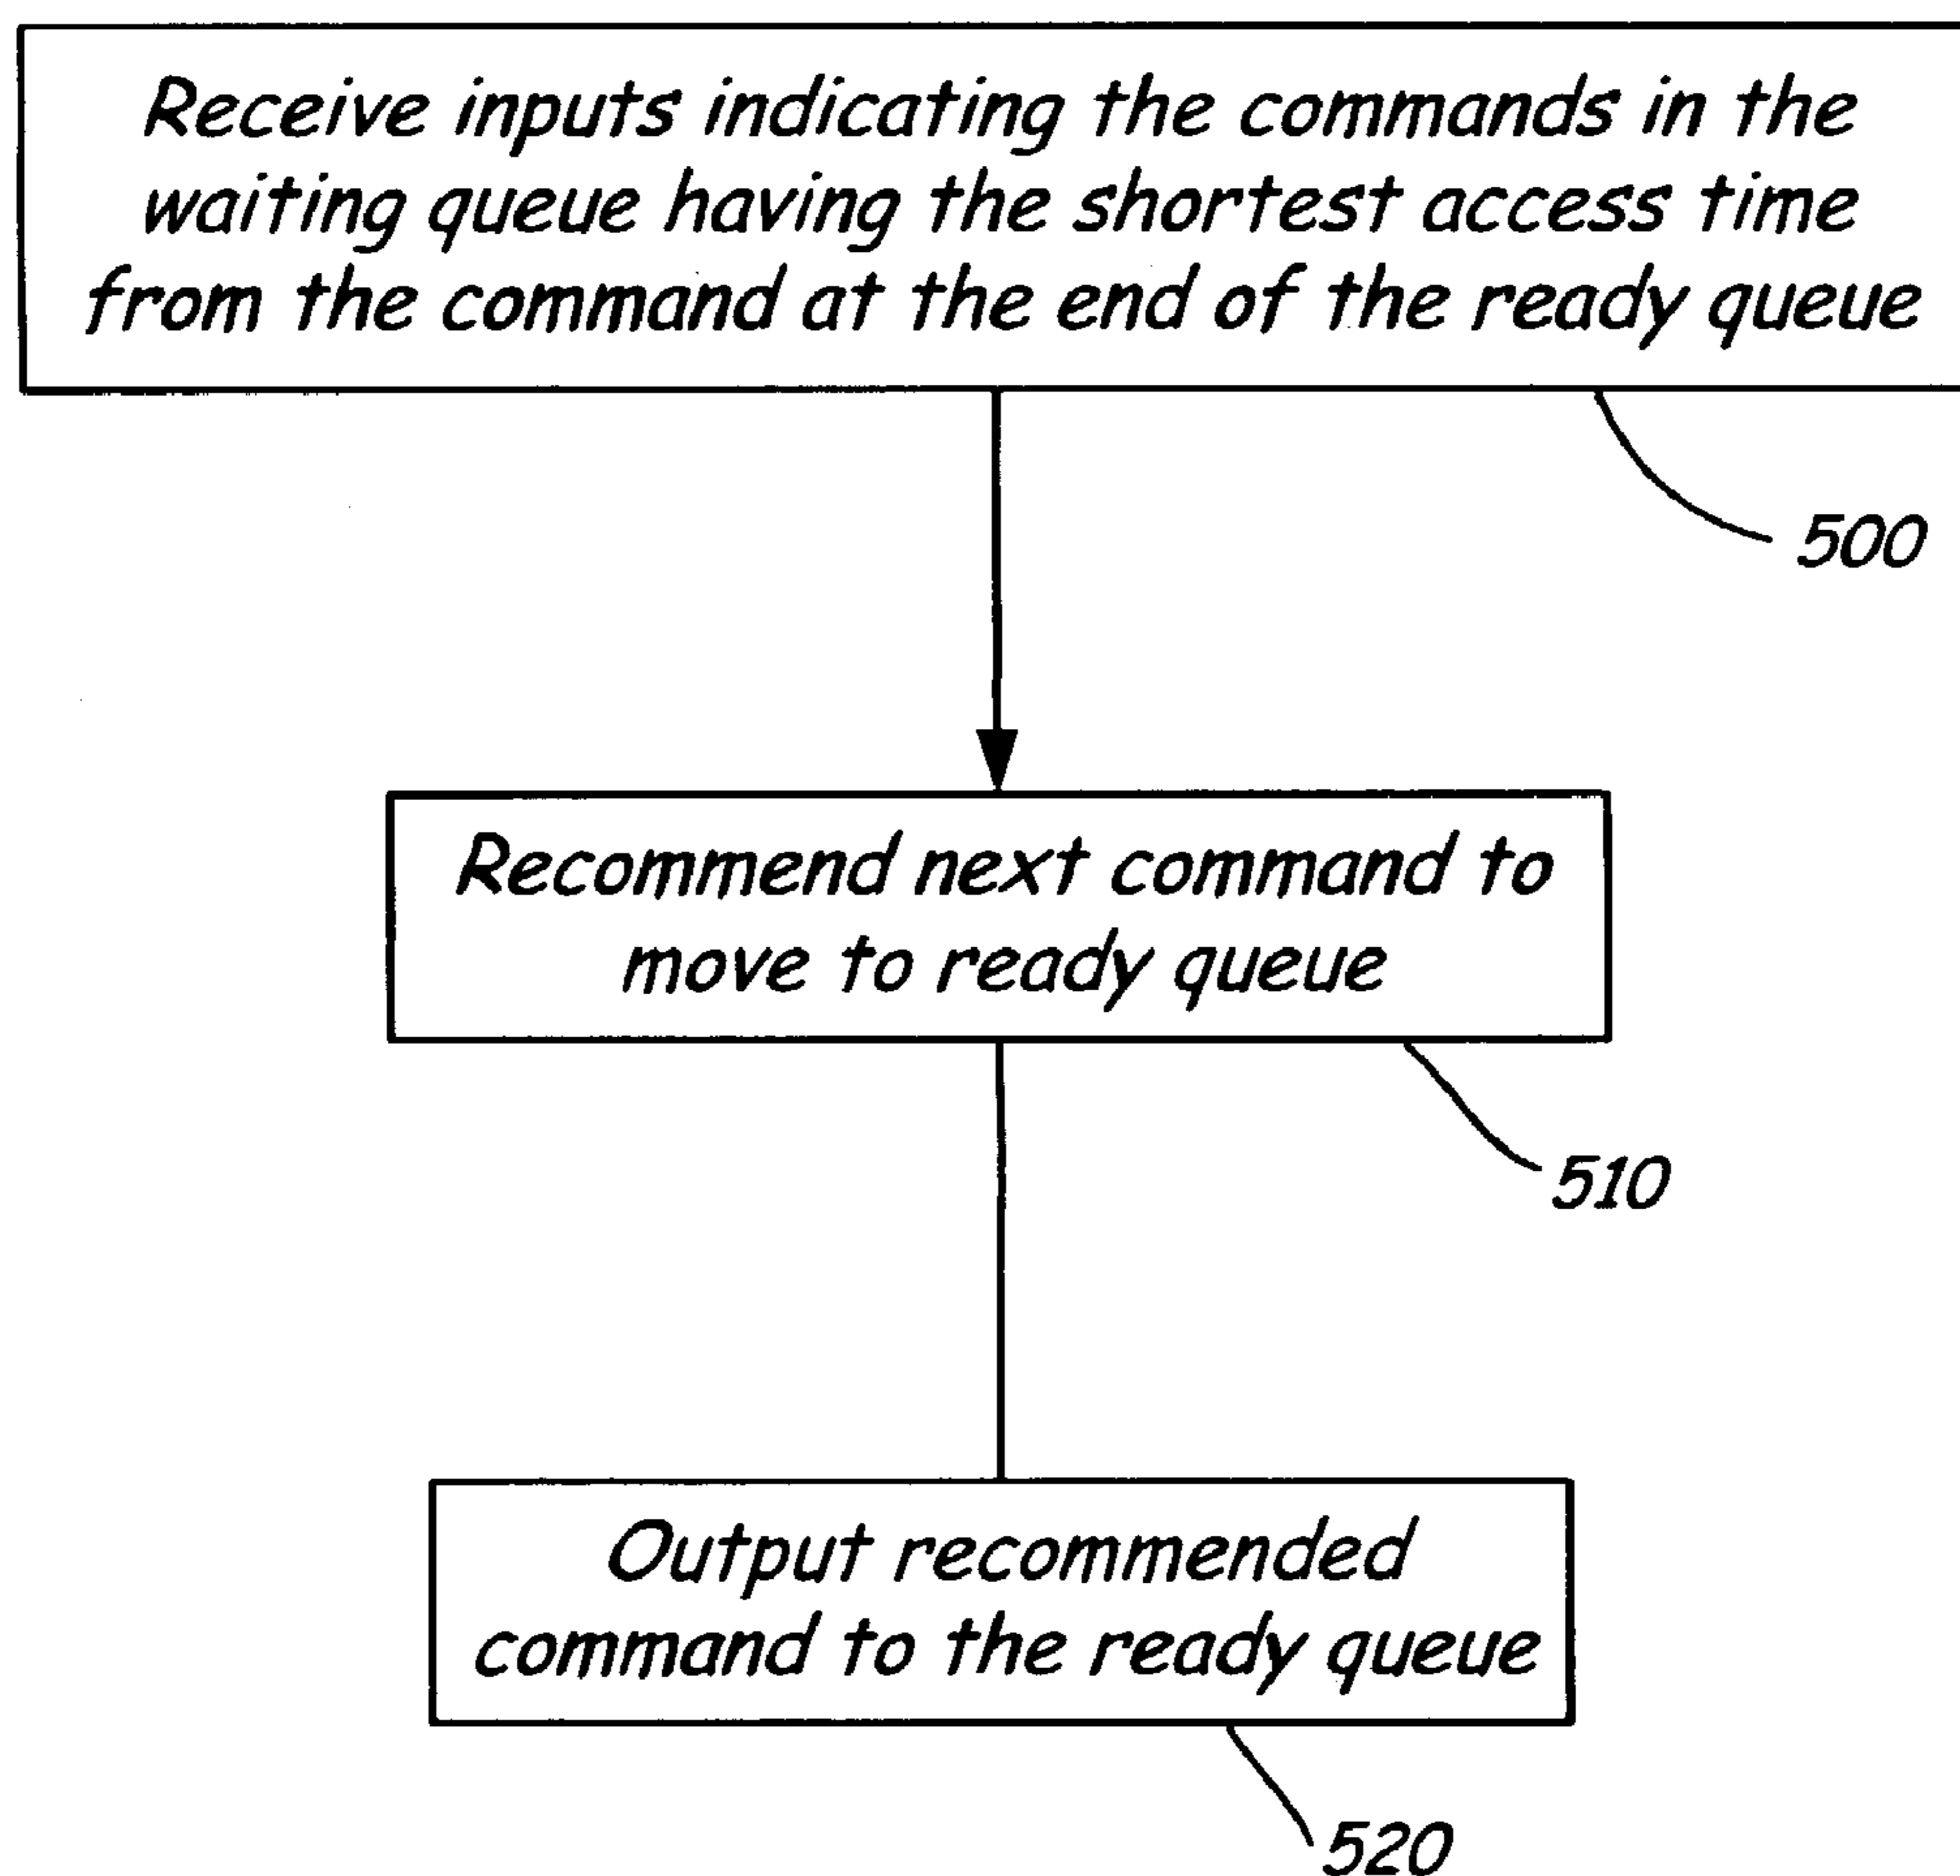 Receive inputs indicating the commands in the
waiting queue having the shortest access time
from the command at the end of the ready queue
500
Recommend next command to
move to ready queue
510
Output recommended
command to the ready queue
520